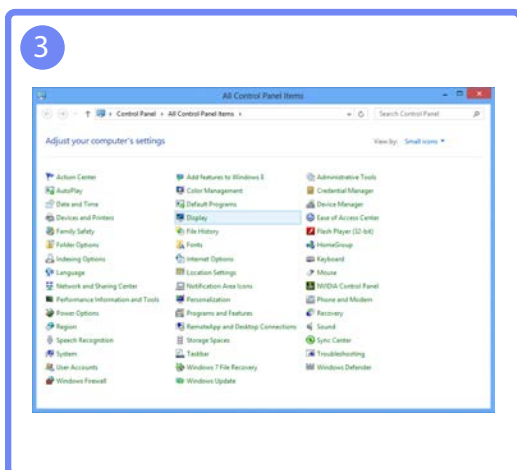 3
All Control Panel Items
Control Panel All Control Panel Items Search Control Panel
Adjust your computer's settings View by: Small icons
Action Center Add features to Windows 8 Administrative Tools
AutoPlay Color Management Credential Manager
Date and Time Default Programs Device Manager
Devices and Printers Display Ease of Access Center
Family Safety File History Flash Player (32-bit)
Folder Options Fonts HomeGroup
Indexing Options Internet Options Keyboard
Language Location Settings Mouse
Network and Sharing Center Notification Area Icons NVIDIA Control Panel
Performance Information and Tools Personalization Phone and Modem
Power Options Programs and Features Recovery
Region RemoteApp and Desktop Connections Sound
Speech Recognition Storage Spaces Sync Center
System Taskbar Troubleshooting
User Accounts Windows 7 File Recovery Windows Defender
Windows Firewall Windows Update